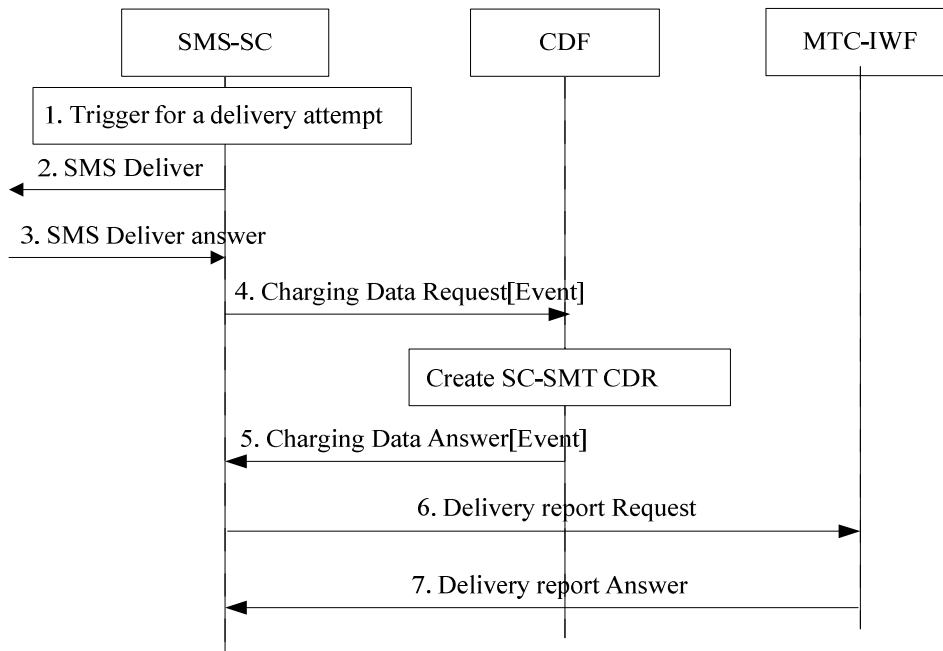 SMS-SC
CDF
MTC-IWF
1. Trigger for a delivery attempt
2. SMS Deliver
3. SMS Deliver answer
4. Charging Data Request[Event]
Create SC-SMT CDR
5. Charging Data Answer[Event]
6. Delivery report Request
7. Delivery report Answer